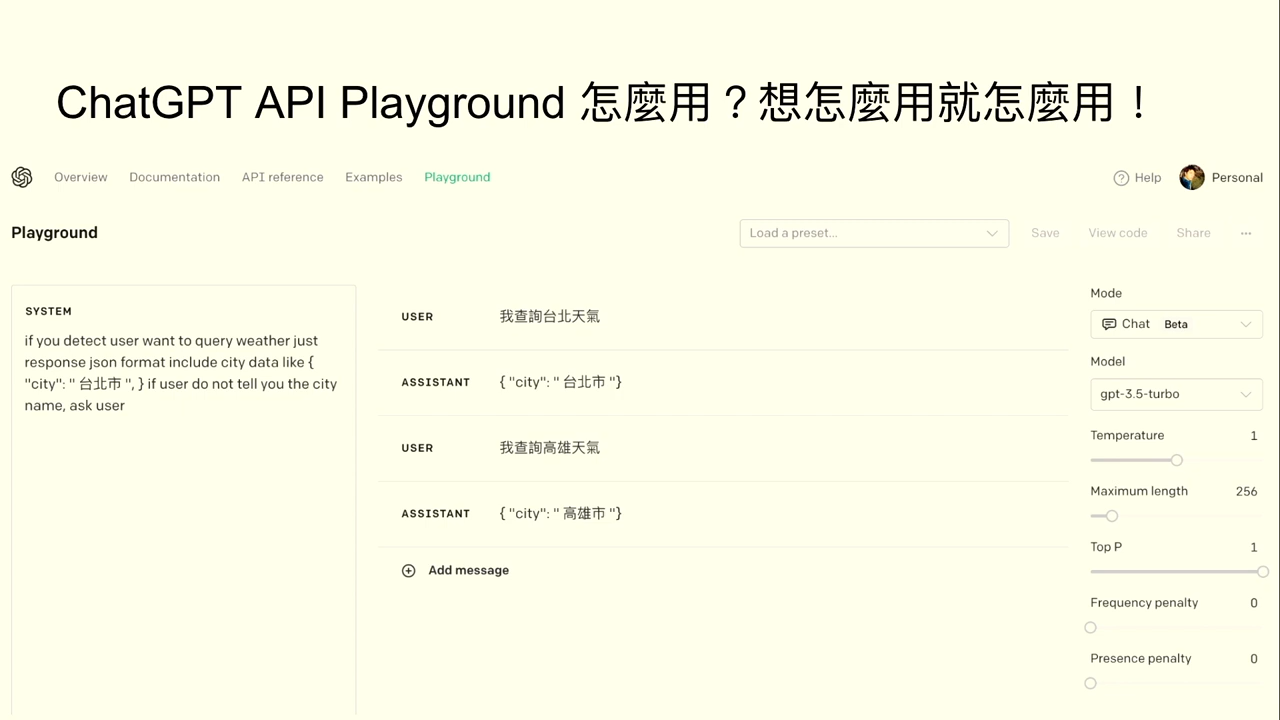 ChatGPT API Playground 怎麼用？想怎麼用就怎麼用！
Overview Documentation API reference Examples Playground Help Personal
Playground Load a preset... Save View code Share ...
SYSTEM
if you detect user want to query weather just
response json format include city data like {
"city": " 台北市 ", } if user do not tell you the city
name, ask user
USER 我查詢台北天氣
ASSISTANT { "city": " 台北市 "}
USER 我查詢高雄天氣
ASSISTANT { "city": " 高雄市 "}
Add message
Mode
Chat Beta
Model
gpt-3.5-turbo
Temperature 1
Maximum length 256
Top P 1
Frequency penalty 0
Presence penalty 0